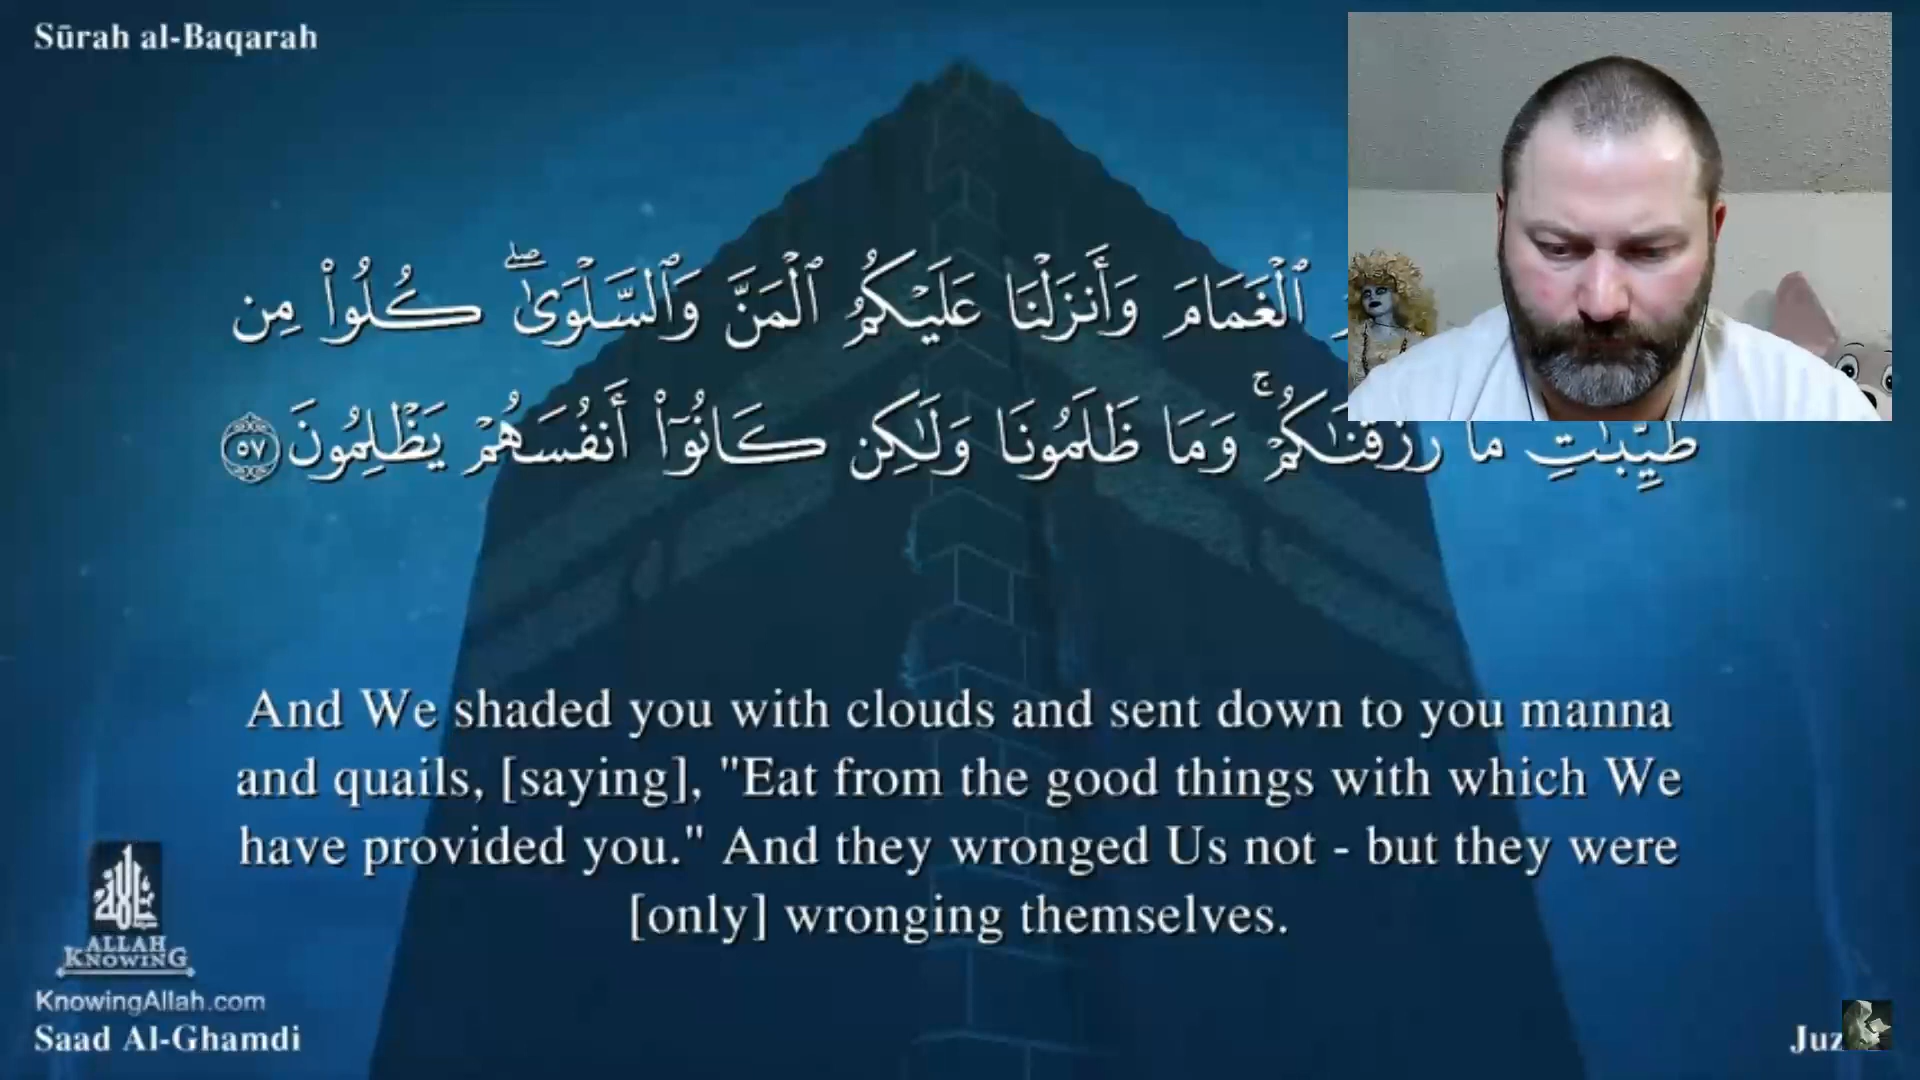 Sūrah al-Baqarah
ٱلْغَمَامَ وَأَنزَلْنَا عَلَيْكُمُ ٱلْمَنَّ وَٱلسَّلْوَىٰ ۖ كُلُوا۟ مِن
طَيِّبَـٰتِ مَا رَزَقْنَـٰكُمْ ۚ وَمَا ظَلَمُونَا وَلَـٰكِن كَانُوٓا۟ أَنفُسَهُمْ يَظْلِمُونَ ٥٧
And We shaded you with clouds and sent down to you manna
and quails, [saying], "Eat from the good things with which We
have provided you." And they wronged Us not - but they were
[only] wronging themselves.
ALLAH
KNOWING
KnowingAllah.com
Saad Al-Ghamdi
Juz